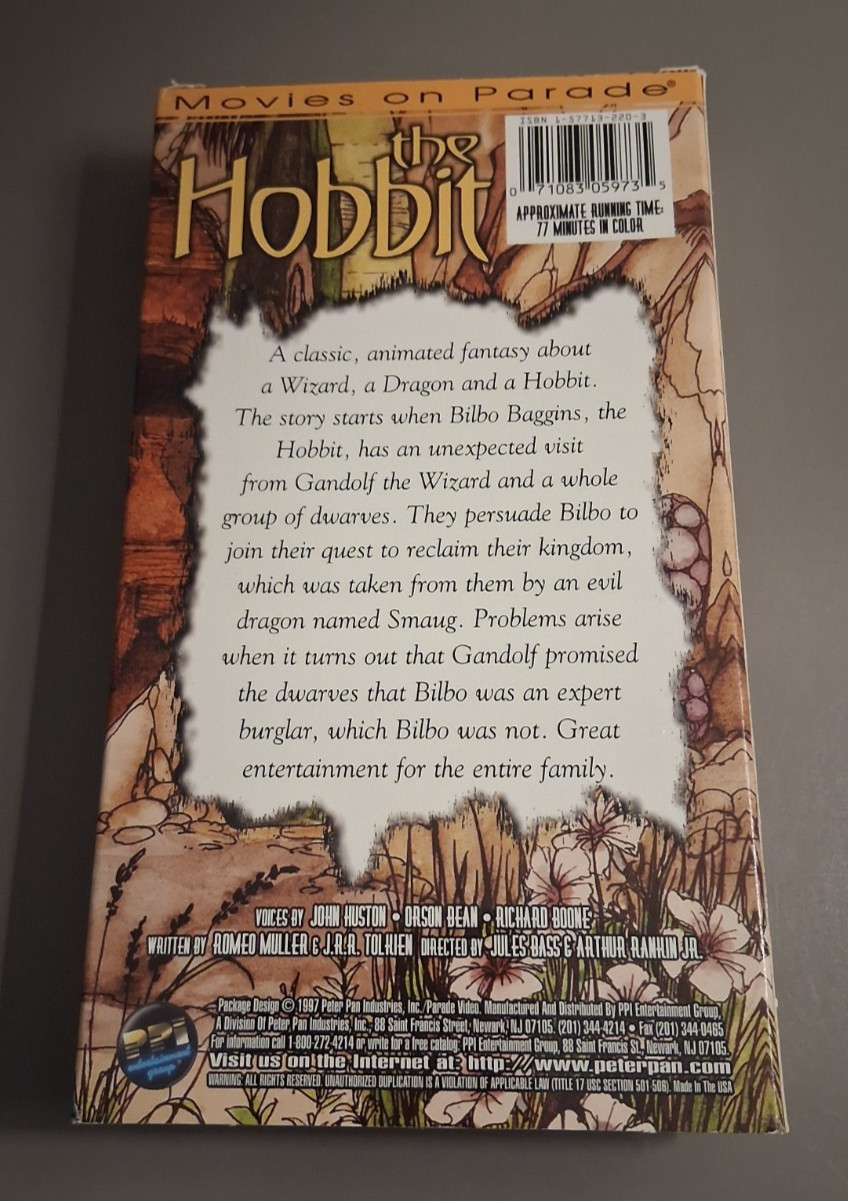 Movies on Parade®
the
Hobbit
ISBN 1-57713-220-3
0 71083 05973 5
APPROXIMATE RUNNING TIME:
77 MINUTES IN COLOR
A classic, animated fantasy about
a Wizard, a Dragon and a Hobbit.
The story starts when Bilbo Baggins, the
Hobbit, has an unexpected visit
from Gandolf the Wizard and a whole
group of dwarves. They persuade Bilbo to
join their quest to reclaim their kingdom,
which was taken from them by an evil
dragon named Smaug. Problems arise
when it turns out that Gandolf promised
the dwarves that Bilbo was an expert
burglar, which Bilbo was not. Great
entertainment for the entire family.
VOICES BY JOHN HUSTON • ORSON BEAN • RICHARD BOONE
WRITTEN BY ROMEO MULLER & J.R.R. TOLKIEN DIRECTED BY JULES BASS & ARTHUR RANKIN JR.
PPI
entertainment
group
Package Design © 1997 Peter Pan Industries, Inc./Parade Video. Manufactured And Distributed By PPI Entertainment Group,
A Division Of Peter Pan Industries, Inc., 88 Saint Francis Street, Newark, NJ 07105. (201) 344-4214 • Fax (201) 344-0465
For information call 1-800-272-4214 or write for a free catalog: PPI Entertainment Group, 88 Saint Francis St., Newark, NJ 07105.
Visit us on the Internet at: http://www.peterpan.com
WARNING: ALL RIGHTS RESERVED. UNAUTHORIZED DUPLICATION IS A VIOLATION OF APPLICABLE LAW (TITLE 17 USC SECTION 501-506). Made In The USA